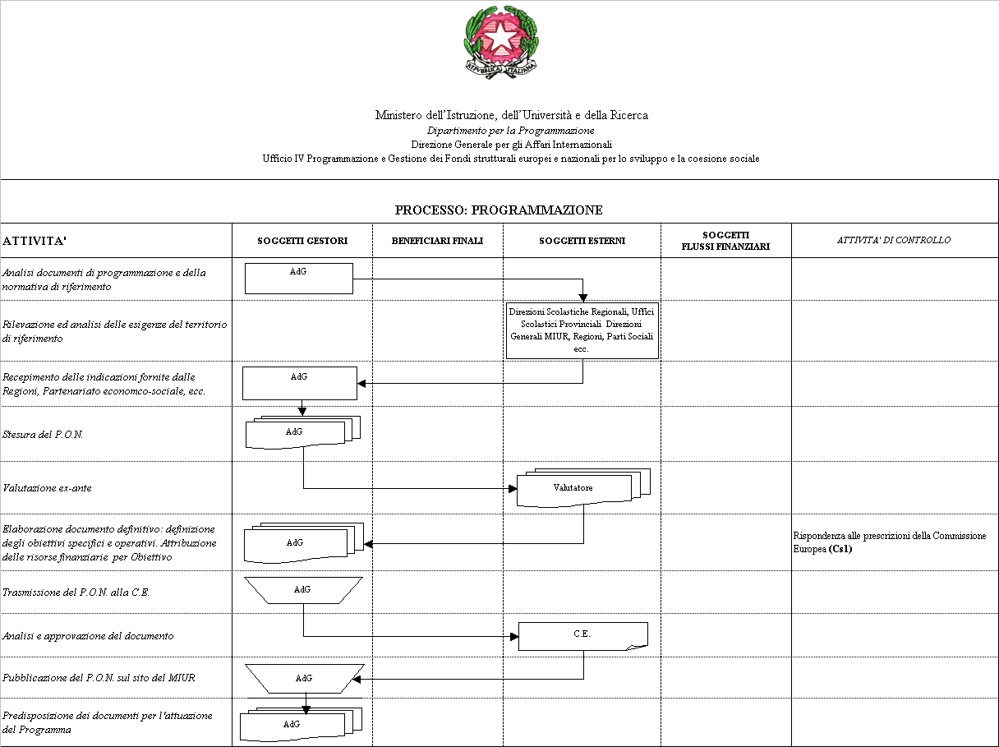 REPVBBLICA ITALIANA
Ministero dell'Istruzione, dell'Università e della Ricerca
Dipartimento per la Programmazione
Direzione Generale per gli Affari Internazionali
Ufficio IV Programmazione e Gestione dei Fondi strutturali europei e nazionali per lo sviluppo e la coesione sociale
PROCESSO: PROGRAMMAZIONE
ATTIVITA'
SOGGETTI GESTORI
BENEFICIARI FINALI
SOGGETTI ESTERNI
SOGGETTI
FLUSSI FINANZIARI
ATTIVITA' DI CONTROLLO
Analisi documenti di programmazione e della
normativa di riferimento
AdG
Rilevazione ed analisi delle esigenze del territorio
di riferimento
Direzioni Scolastiche Regionali, Uffici
Scolastici Provinciali Direzioni
Generali MIUR, Regioni, Parti Sociali
ecc.
Recepimento delle indicazioni fornite dalle
Regioni, Partenariato economco-sociale, ecc.
AdG
Stesura del P.O.N.
AdG
Valutazione ex-ante
Valutatore
Elaborazione documento definitivo: definizione
degli obiettivi specifici e operativi. Attribuzione
delle risorse finanziarie per Obiettivo
AdG
Rispondenza alle prescrizioni della Commissione
Europea (Cs1)
Trasmissione del P.O.N. alla C.E.
AdG
Analisi e approvazione del documento
C.E.
Pubblicazione del P.O.N. sul sito del MIUR
AdG
Predisposizione dei documenti per l'attuazione
del Programma
AdG